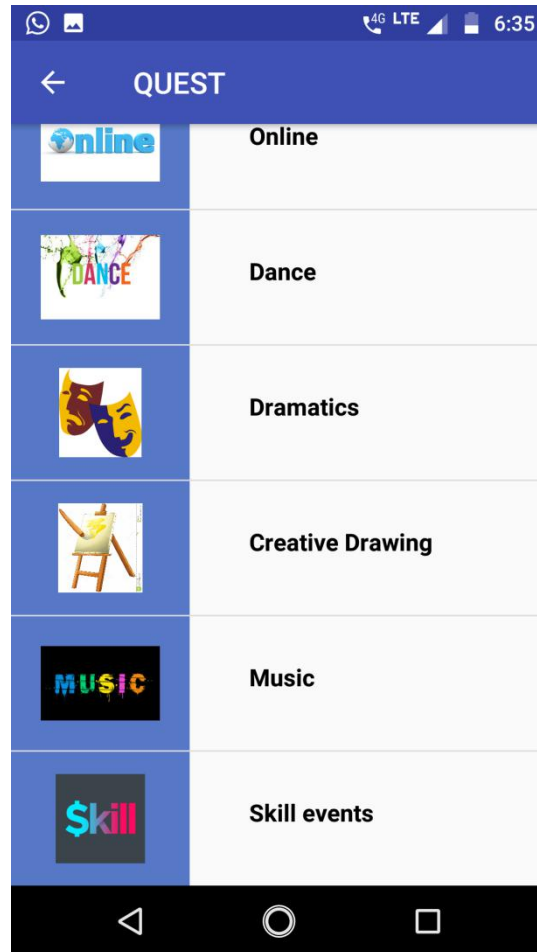 4G LTE 6:35
QUEST
Online
Online
DANCE
Dance
Dramatics
Creative Drawing
MUSIC
Music
$kill
Skill events